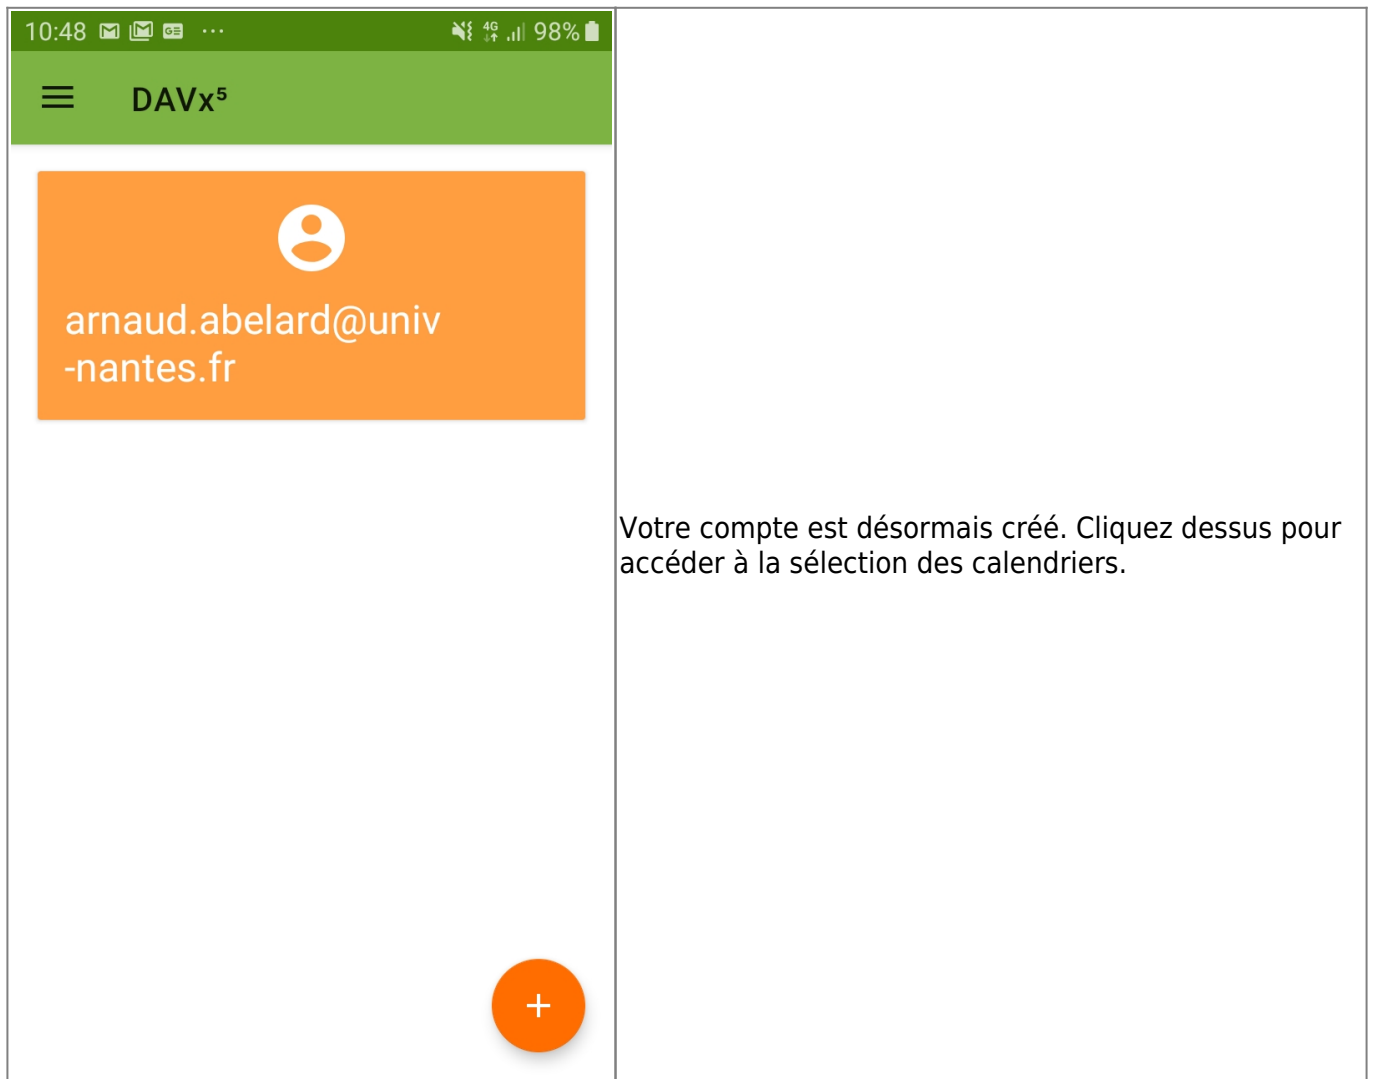 10:48
4G
98%
DAVx⁵
arnaud.abelard@univ
-nantes.fr
Votre compte est désormais créé. Cliquez dessus pour
accéder à la sélection des calendriers.
+